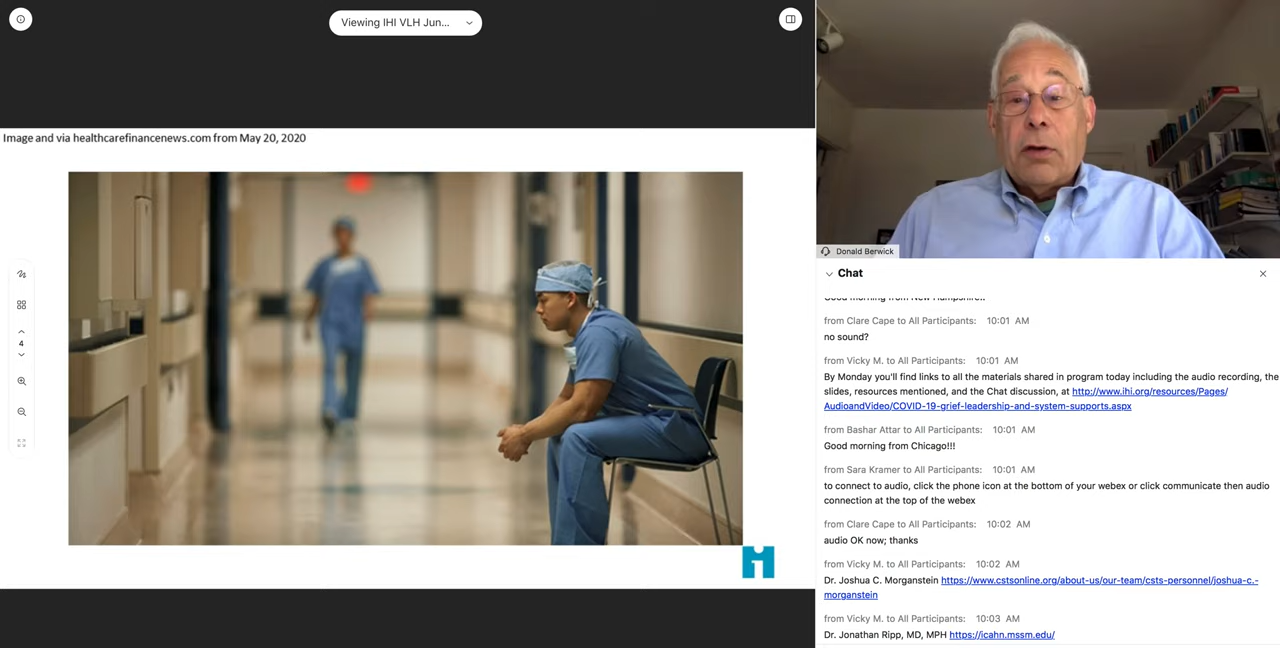 Viewing IHI VLH Jun...
Image and via healthcarefinancenews.com from May 20, 2020
4
Donald Berwick
Chat
Good morning from New Hampshire!!
from Clare Cape to All Participants: 10:01 AM
no sound?
from Vicky M. to All Participants: 10:01 AM
By Monday you'll find links to all the materials shared in program today including the audio recording, the
slides, resources mentioned, and the Chat discussion, at http://www.ihi.org/resources/Pages/
AudioandVideo/COVID-19-grief-leadership-and-system-supports.aspx
from Bashar Attar to All Participants: 10:01 AM
Good morning from Chicago!!!
from Sara Kramer to All Participants: 10:01 AM
to connect to audio, click the phone icon at the bottom of your webex or click communicate then audio
connection at the top of the webex
from Clare Cape to All Participants: 10:02 AM
audio OK now; thanks
from Vicky M. to All Participants: 10:02 AM
Dr. Joshua C. Morganstein https://www.cstsonline.org/about-us/our-team/csts-personnel/joshua-c.-
morganstein
from Vicky M. to All Participants: 10:03 AM
Dr. Jonathan Ripp, MD, MPH https://icahn.mssm.edu/